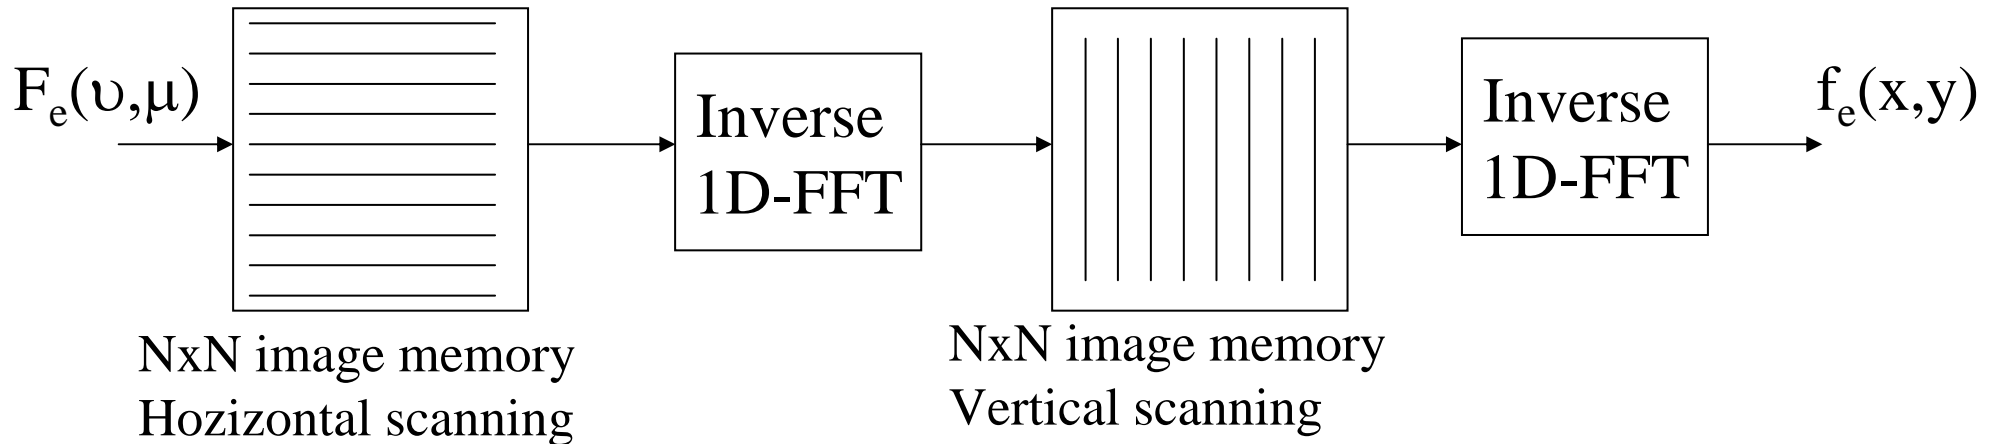 Fe(υ,μ)
Inverse
1D-FFT
Inverse
1D-FFT
fe(x,y)
NxN image memory
Hozizontal scanning
NxN image memory
Vertical scanning